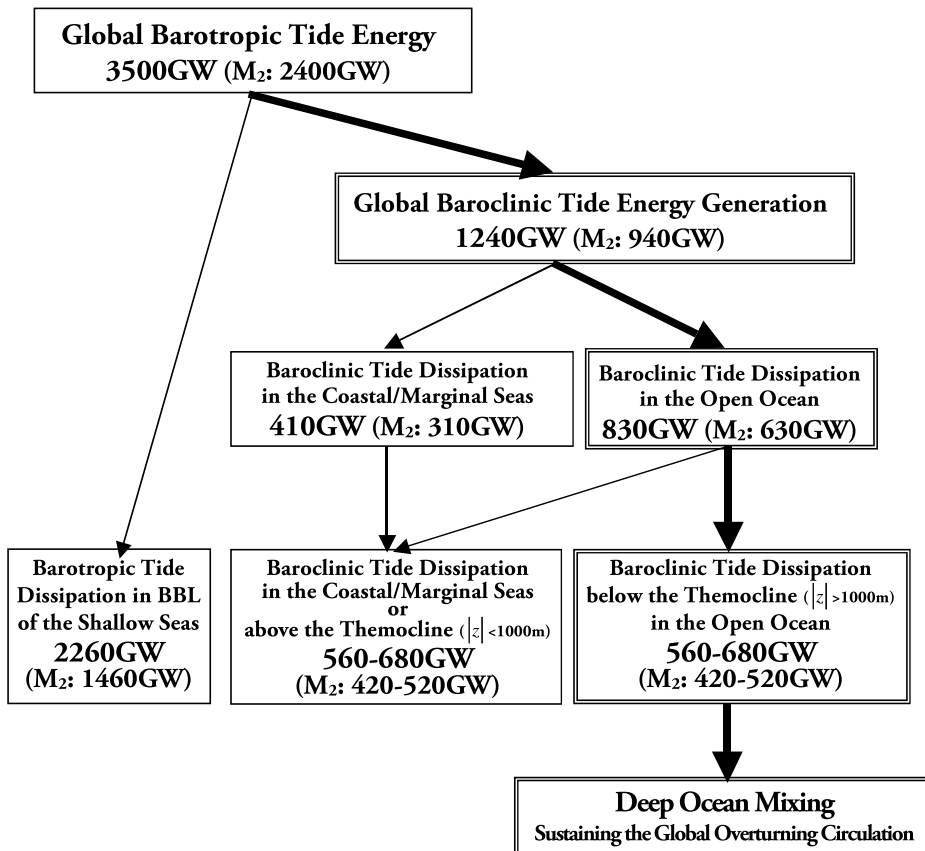 Global Barotropic Tide Energy
3500GW (M₂: 2400GW)
Global Baroclinic Tide Energy Generation
1240GW (M₂: 940GW)
Baroclinic Tide Dissipation
in the Coastal/Marginal Seas
410GW (M₂: 310GW)
Baroclinic Tide Dissipation
in the Open Ocean
830GW (M₂: 630GW)
Barotropic Tide
Dissipation in BBL
of the Shallow Seas
2260GW
(M₂: 1460GW)
Baroclinic Tide Dissipation
in the Coastal/Marginal Seas
or
above the Themocline (|z|<1000m)
560-680GW
(M₂: 420-520GW)
Baroclinic Tide Dissipation
below the Themocline (|z|>1000m)
in the Open Ocean
560-680GW
(M₂: 420-520GW)
Deep Ocean Mixing
Sustaining the Global Overturning Circulation